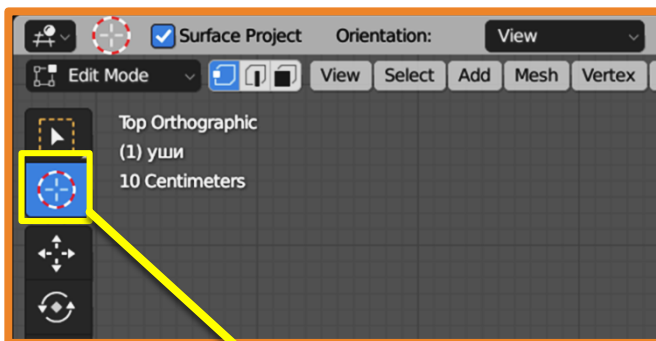 Surface Project Orientation: View
Edit Mode View Select Add Mesh Vertex
Top Orthographic
(1) уши
10 Centimeters